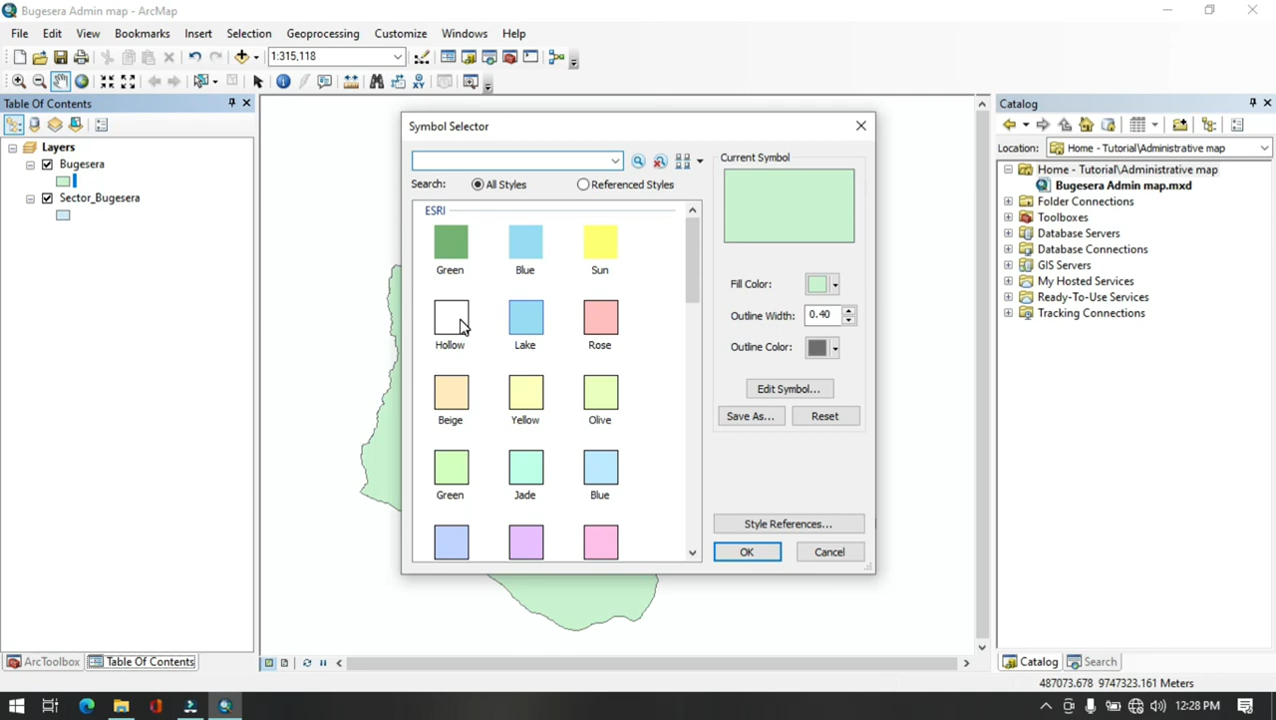 Bugesera Admin map - ArcMap
File Edit View Bookmarks Insert Selection Geoprocessing Customize Windows Help
1:315,118
Table Of Contents
Layers
Bugesera
Sector_Bugesera
Symbol Selector
Search: All Styles Referenced Styles
ESRI
Green Blue Sun
Hollow Lake Rose
Beige Yellow Olive
Green Jade Blue
Current Symbol
Fill Color:
Outline Width: 0.40
Outline Color:
Edit Symbol...
Save As... Reset
Style References...
OK Cancel
Catalog
Location: Home - Tutorial\Administrative map
Home - Tutorial\Administrative map
Bugesera Admin map.mxd
Folder Connections
Toolboxes
Database Servers
Database Connections
GIS Servers
My Hosted Services
Ready-To-Use Services
Tracking Connections
ArcToolbox Table Of Contents
Catalog Search
487073.678 9747323.161 Meters
12:28 PM